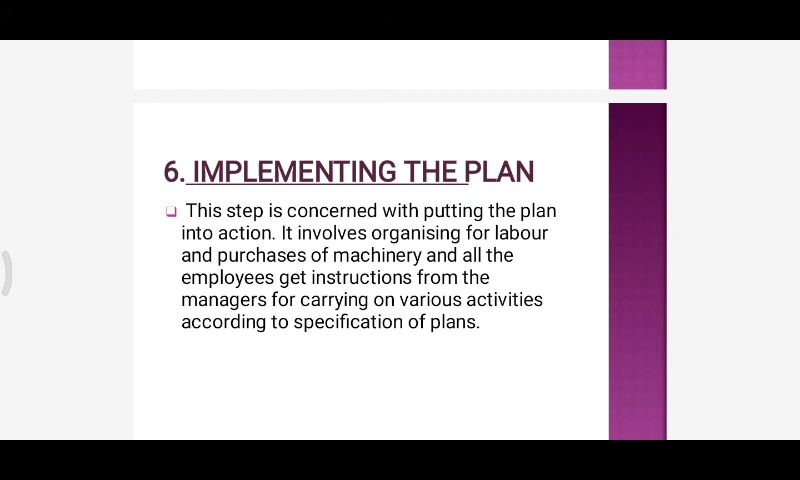 6. IMPLEMENTING THE PLAN
This step is concerned with putting the plan
into action. It involves organising for labour
and purchases of machinery and all the
employees get instructions from the
managers for carrying on various activities
according to specification of plans.